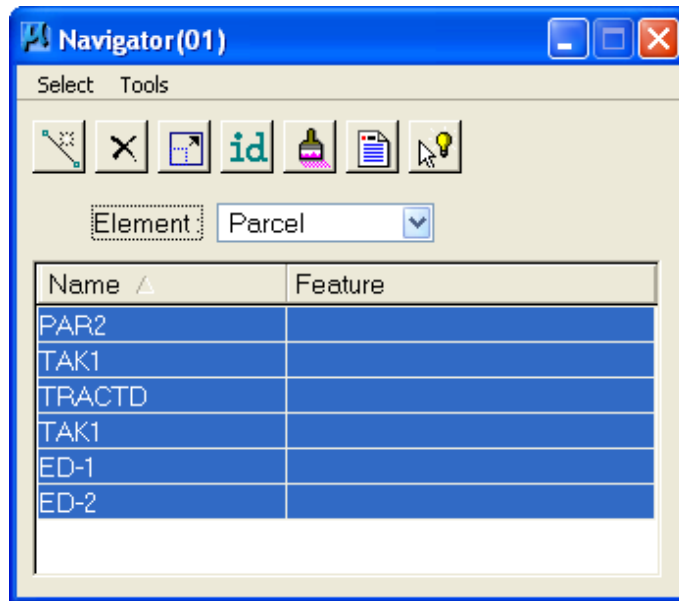 Navigator(01)
Select Tools
id
Element: Parcel
Name Feature
PAR2
TAK1
TRACTD
TAK1
ED-1
ED-2